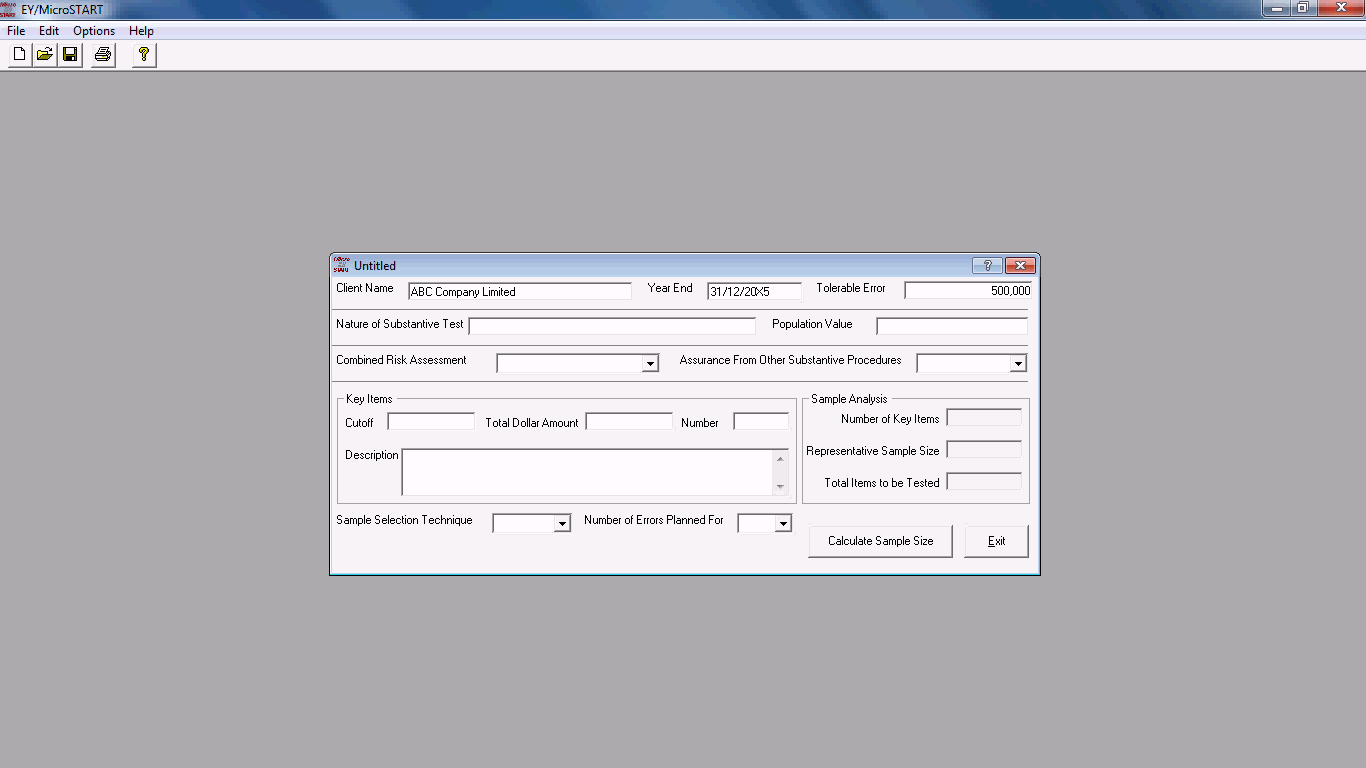 EY/MicroSTART
File Edit Options Help
Untitled
Client Name ABC Company Limited Year End 31/12/20X5 Tolerable Error 500,000
Nature of Substantive Test Population Value
Combined Risk Assessment Assurance From Other Substantive Procedures
Key Items
Cutoff Total Dollar Amount Number
Description
Sample Analysis
Number of Key Items
Representative Sample Size
Total Items to be Tested
Sample Selection Technique Number of Errors Planned For
Calculate Sample Size Exit